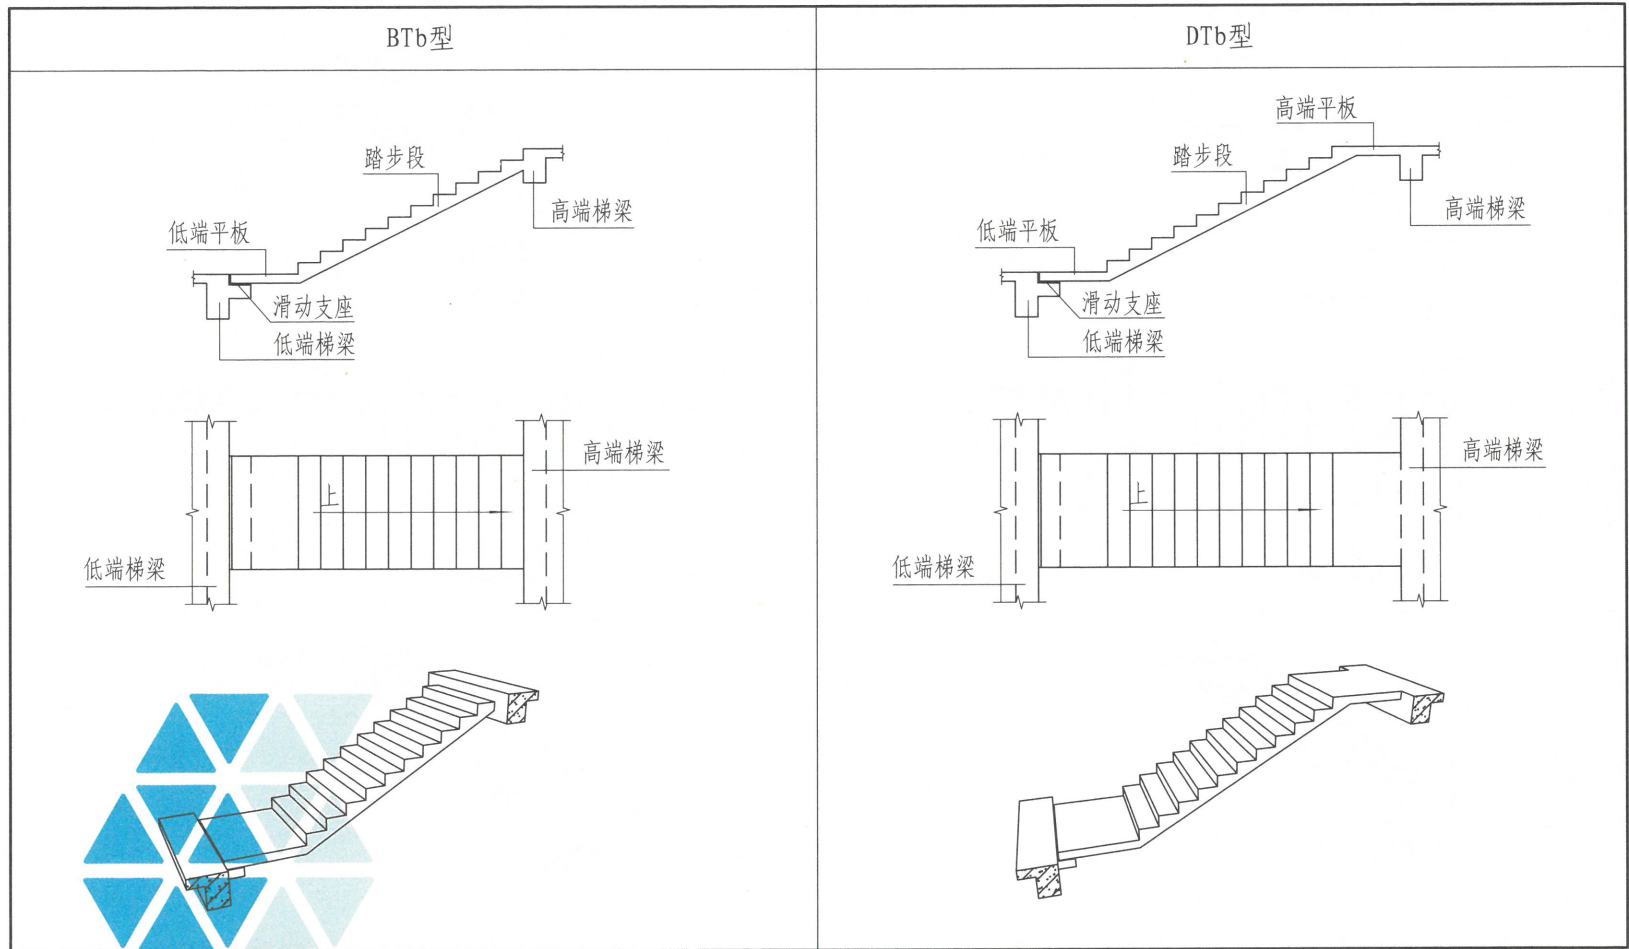 BTb型
DTb型
踏步段
高端梯梁
低端平板
滑动支座
低端梯梁
高端平板
踏步段
高端梯梁
低端平板
滑动支座
低端梯梁
上
高端梯梁
低端梯梁
上
高端梯梁
低端梯梁